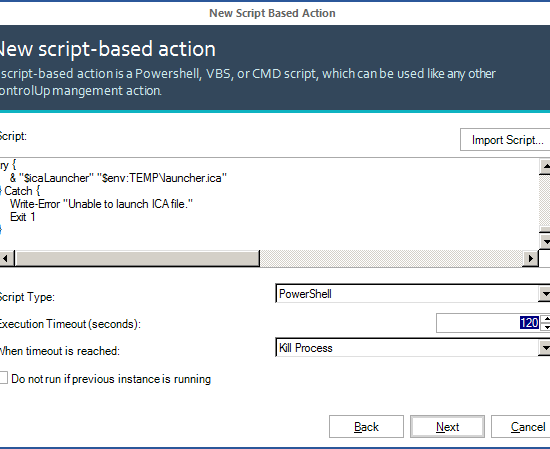 New Script Based Action
New script-based action
script-based action is a Powershell, VBS, or CMD script, which can be used like any other
ontrolUp mangement action.
Script:
Import Script...
ry {
& "$icaLauncher" "$env:TEMP\launcher.ica"
} Catch {
Write-Error "Unable to launch ICA file."
Exit 1
}
Script Type:
PowerShell
Execution Timeout (seconds):
120
When timeout is reached:
Kill Process
Do not run if previous instance is running
Back
Next
Cancel